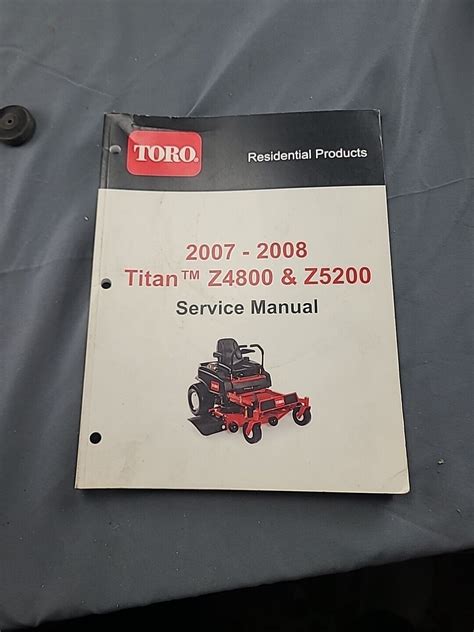 TORO.
Residential Products
2007 - 2008
Titan™ Z4800 & Z5200
Service Manual